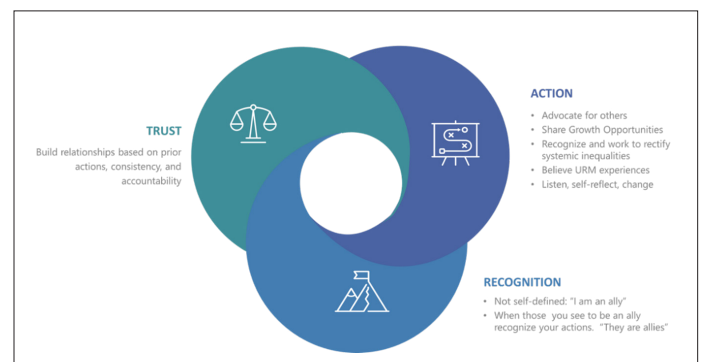 TRUST
Build relationships based on prior
actions, consistency, and
accountability
ACTION
• Advocate for others
• Share Growth Opportunities
• Recognize and work to rectify
systemic inequalities
• Believe URM experiences
• Listen, self-reflect, change
RECOGNITION
• Not self-defined: “I am an ally”
• When those you see to be an ally
recognize your actions. “They are allies”